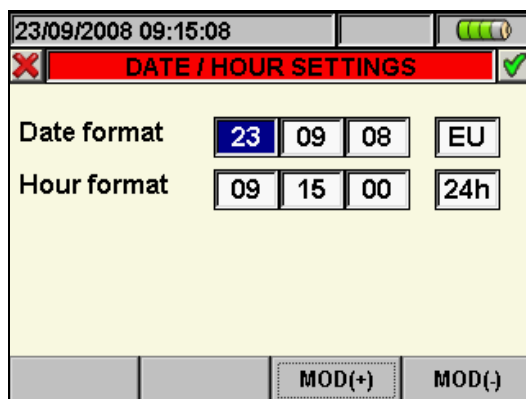 23/09/2008 09:15:08
DATE / HOUR SETTINGS
Date format 23 09 08 EU
Hour format 09 15 00 24h
MOD(+) MOD(-)